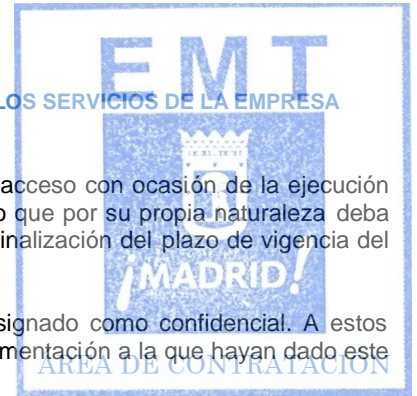 EMT
LOS SERVICIOS DE LA EMPRESA
acceso con ocasión de la ejecución
o que por su propia naturaleza deba
inalización del plazo de vigencia del
¡MADRID!
signado como confidencial. A estos
mentación a la que hayan dado este
AREA DE CONTRATACIÓN